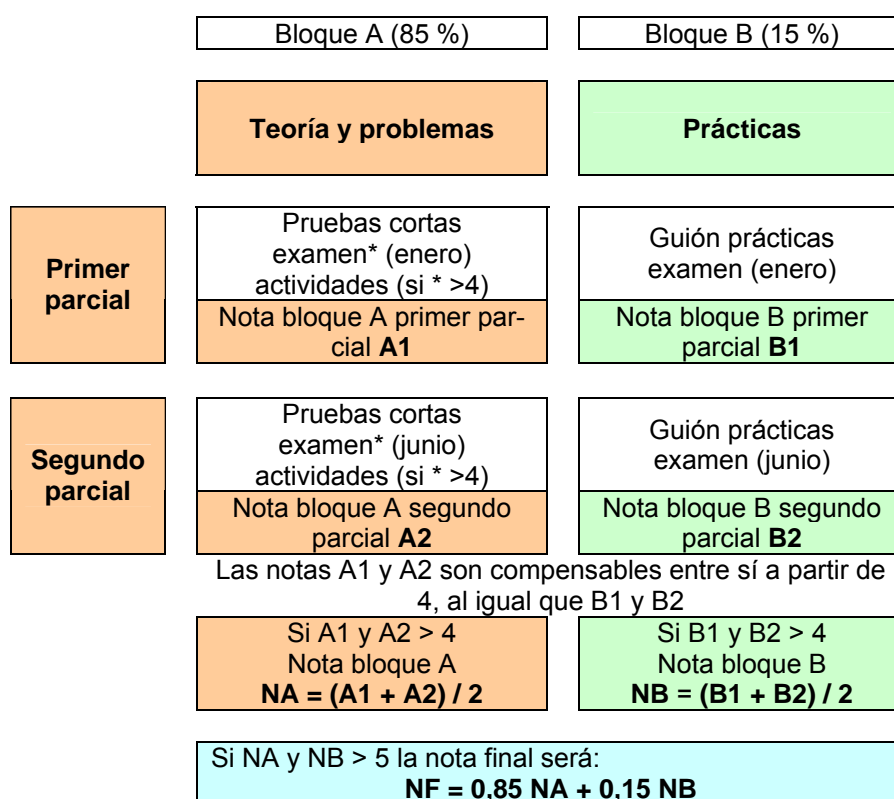 Bloque A (85 %)
Bloque B (15 %)
Teoría y problemas
Prácticas
Primer
parcial
Pruebas cortas
examen* (enero)
actividades (si * >4)
Nota bloque A primer par-
cial A1
Guión prácticas
examen (enero)
Nota bloque B primer
parcial B1
Segundo
parcial
Pruebas cortas
examen* (junio)
actividades (si * >4)
Nota bloque A segundo
parcial A2
Guión prácticas
examen (junio)
Nota bloque B segundo
parcial B2
Las notas A1 y A2 son compensables entre sí a partir de
4, al igual que B1 y B2
Si A1 y A2 > 4
Nota bloque A
NA = (A1 + A2) / 2
Si B1 y B2 > 4
Nota bloque B
NB = (B1 + B2) / 2
Si NA y NB > 5 la nota final será:
NF = 0,85 NA + 0,15 NB